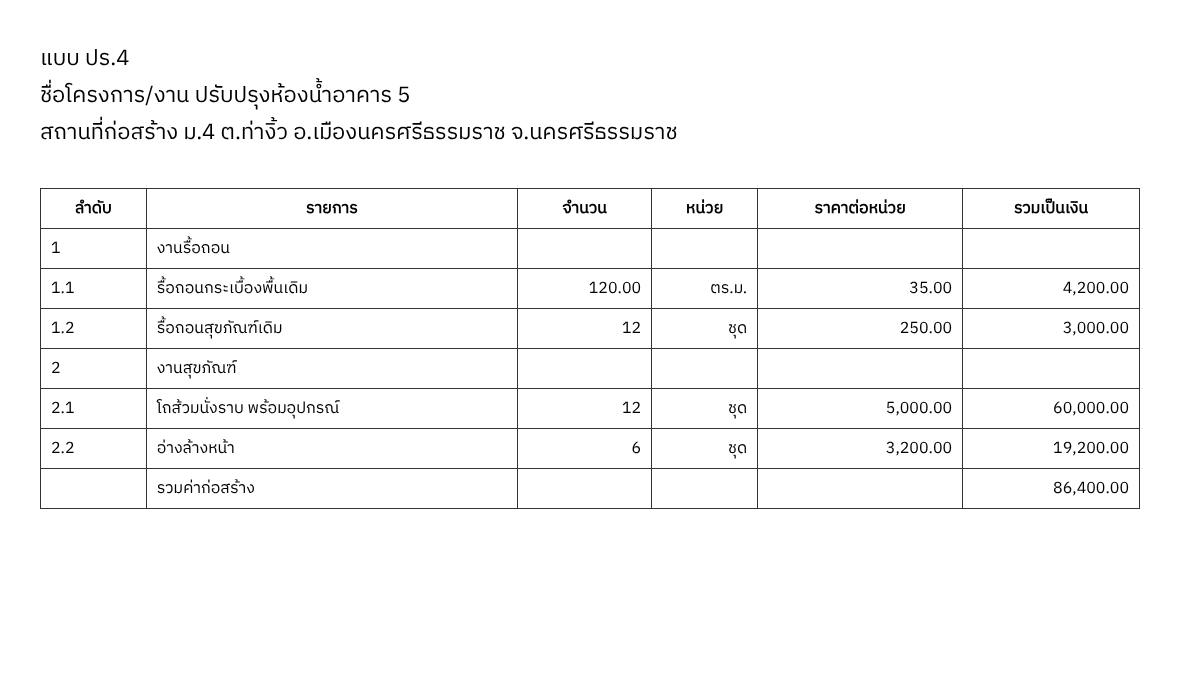 แบบ ปร.4
ชื่อโครงการ/งาน ปรับปรุงห้องน้ำอาคาร 5
สถานที่ก่อสร้าง ม.4 ต.ท่างิ้ว อ.เมืองนครศรีธรรมราช จ.นครศรีธรรมราช
ลำดับ รายการ จำนวน หน่วย ราคาต่อหน่วย รวมเป็นเงิน
1 งานรื้อถอน
1.1 รื้อถอนกระเบื้องพื้นเดิม 120.00 ตร.ม. 35.00 4,200.00
1.2 รื้อถอนสุขภัณฑ์เดิม 12 ชุด 250.00 3,000.00
2 งานสุขภัณฑ์
2.1 โถส้วมนั่งราบ พร้อมอุปกรณ์ 12 ชุด 5,000.00 60,000.00
2.2 อ่างล้างหน้า 6 ชุด 3,200.00 19,200.00
รวมค่าก่อสร้าง 86,400.00